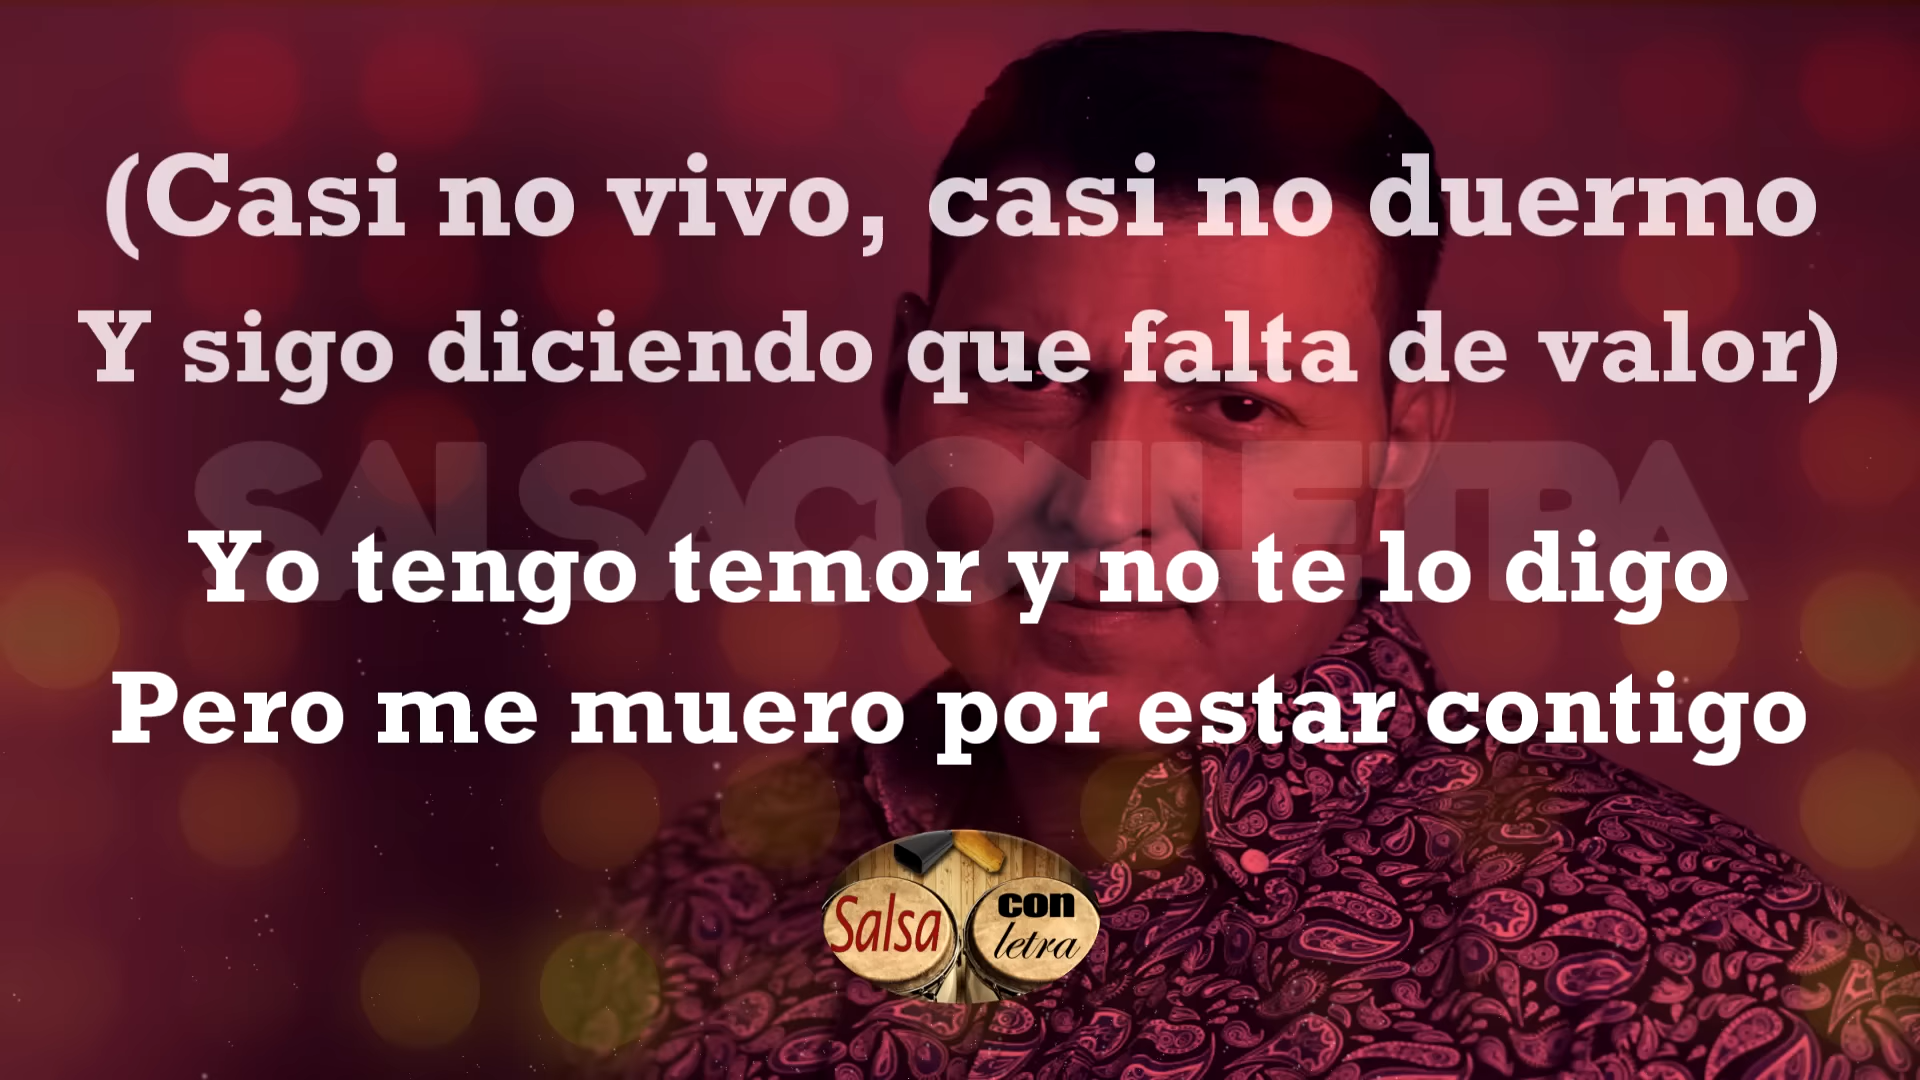 (Casi no vivo, casi no duermo
Y sigo diciendo que falta de valor)
SALSACONLETRA
Yo tengo temor y no te lo digo
Pero me muero por estar contigo
Salsa con letra